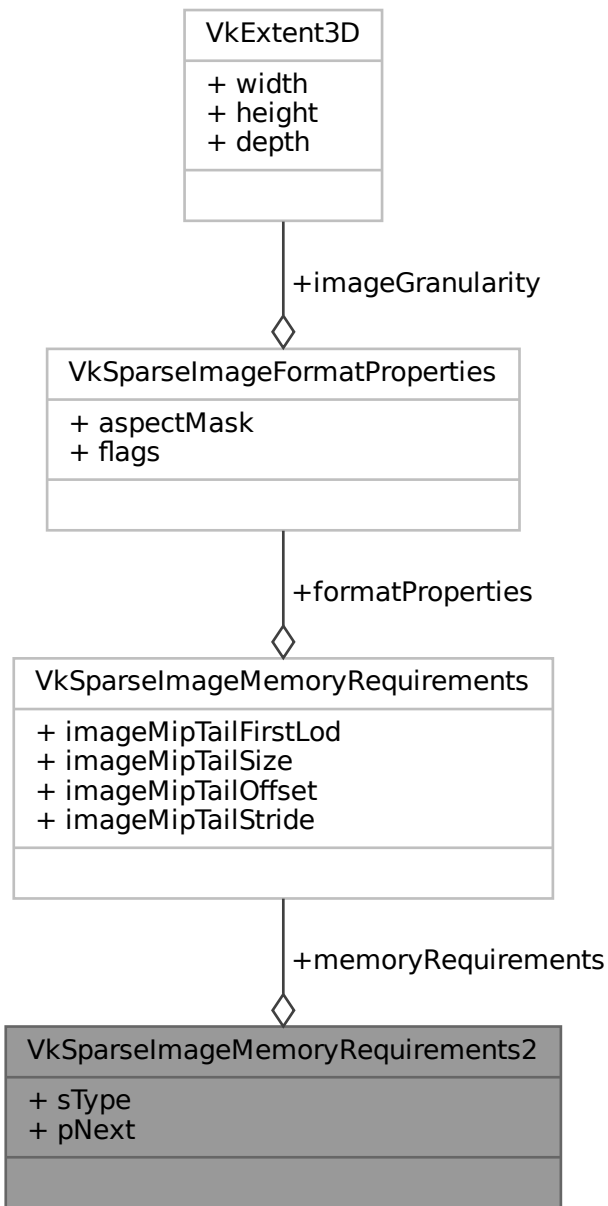 VkExtent3D
+ width
+ height
+ depth
+imageGranularity
VkSparseImageFormatProperties
+ aspectMask
+ flags
+formatProperties
VkSparseImageMemoryRequirements
+ imageMipTailFirstLod
+ imageMipTailSize
+ imageMipTailOffset
+ imageMipTailStride
+memoryRequirements
VkSparseImageMemoryRequirements2
+ sType
+ pNext